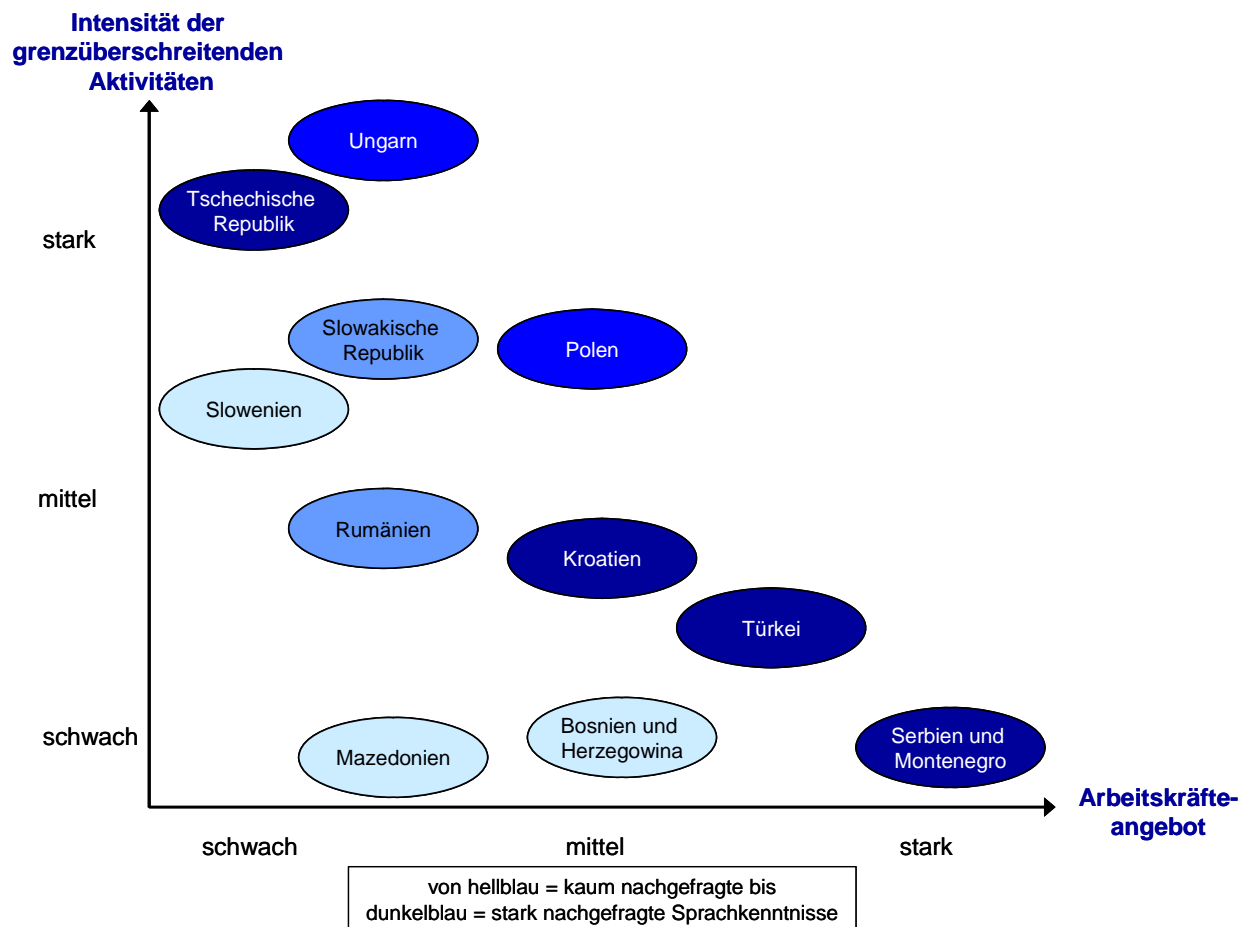 Intensität der
grenzüberschreitenden
Aktivitäten
Ungarn
Tschechische
Republik
stark
Slowakische
Republik
Polen
Slowenien
mittel
Rumänien
Kroatien
Türkei
schwach
Mazedonien
Bosnien und
Herzegowina
Serbien und
Montenegro
Arbeitskräfte-
angebot
schwach
mittel
stark
von hellblau = kaum nachgefragte bis
dunkelblau = stark nachgefragte Sprachkenntnisse